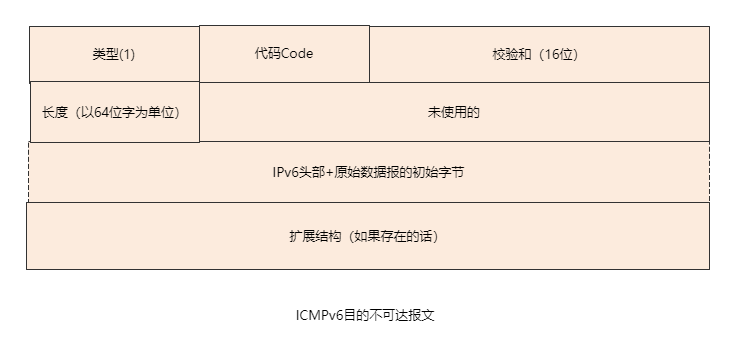 类型(1)
代码Code
校验和（16位）
长度（以64位字为单位）
未使用的
IPv6头部+原始数据报的初始字节
扩展结构（如果存在的话）
ICMPv6目的不可达报文